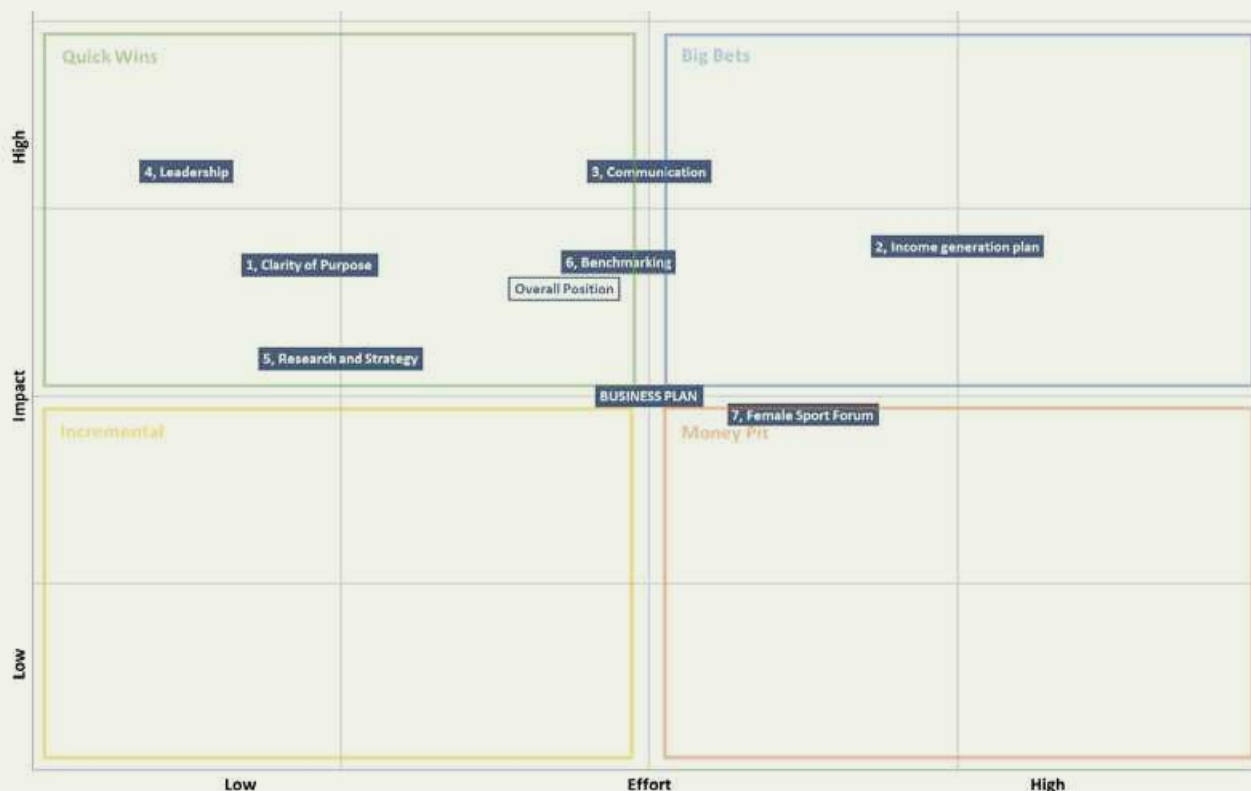 Quick Wins
Big Bets
High
4, Leadership
3, Communication
2, Income generation plan
1, Clarity of Purpose
6, Benchmarking
Overall Position
5, Research and Strategy
Impact
BUSINESS PLAN
7, Female Sport Forum
Incremental
Money Pit
Low
Low
Effort
High